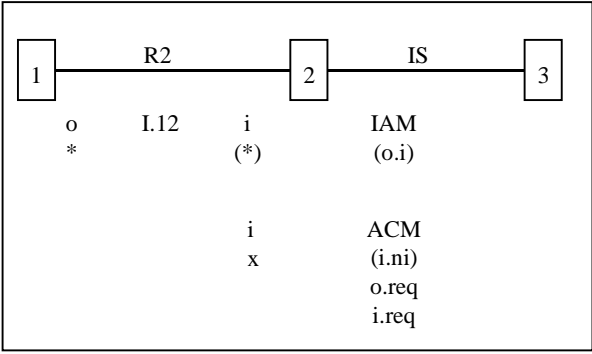 R2 IS
1 2 3
o I.12 i IAM
* (*) (o.i)
i ACM
x (i.ni)
o.req
i.req